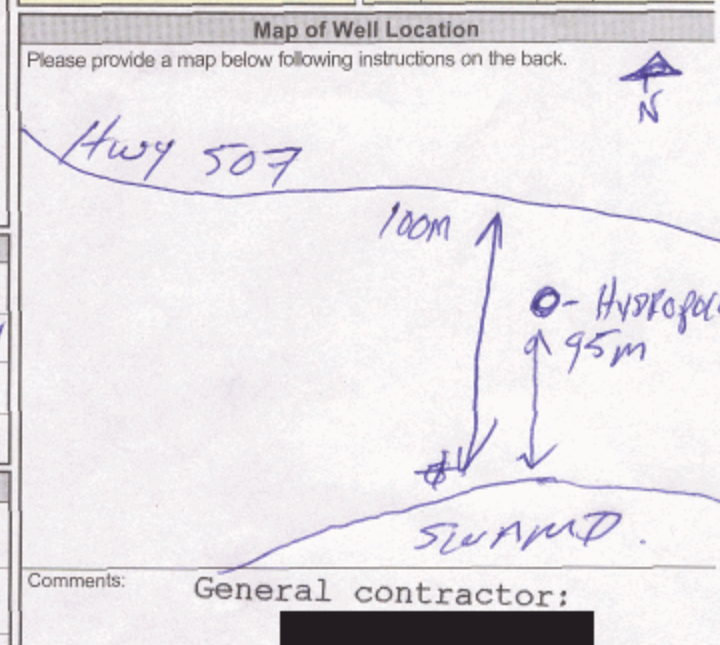 Map of Well Location
Please provide a map below following instructions on the back.
N
Hwy 507
100m
HYDROPOL
95m
SWAMP.
Comments:
General contractor: